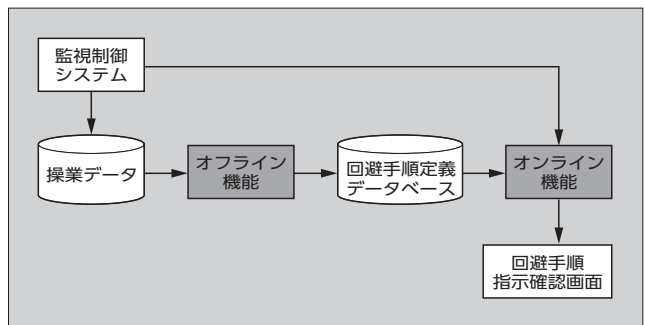 監視制御
システム
操業データ
オフライン
機能
回避手順定義
データベース
オンライン
機能
回避手順
指示確認画面